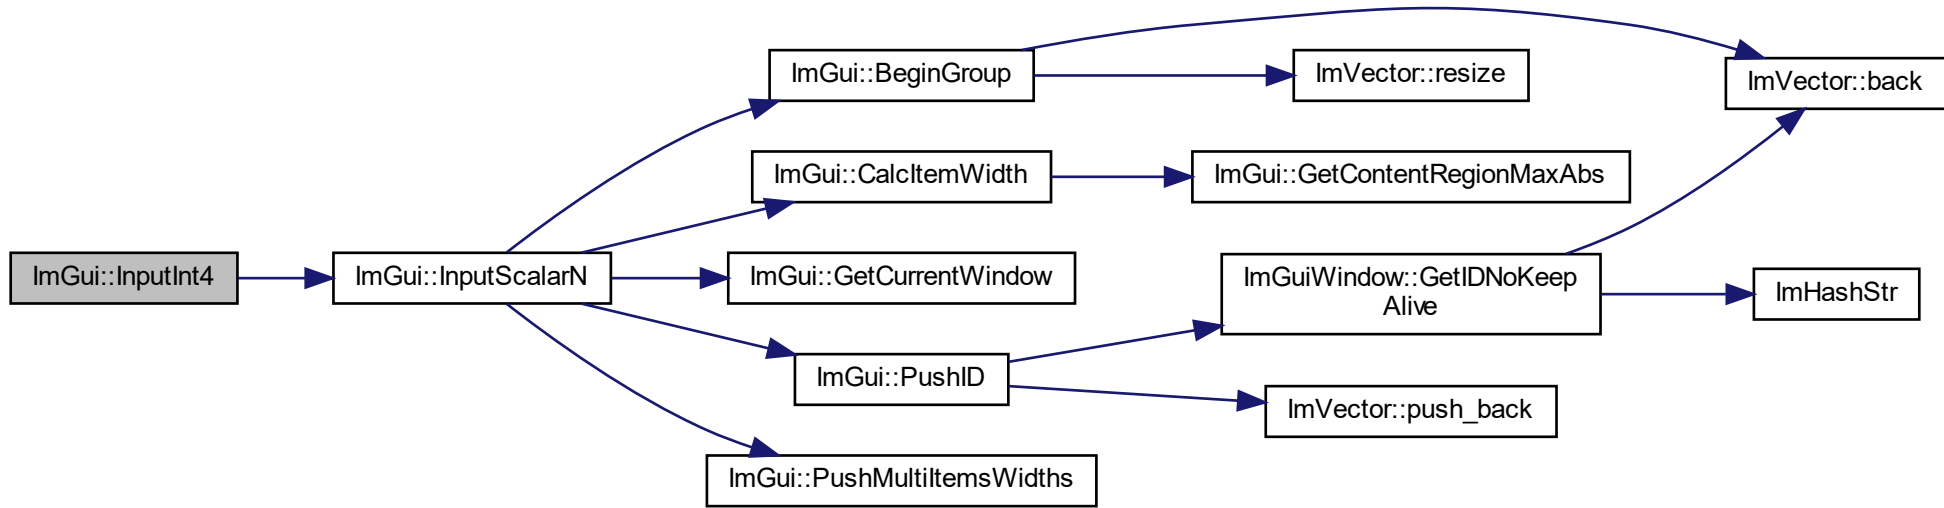 ImGui::InputInt4
ImGui::InputScalarN
ImGui::BeginGroup
ImGui::CalcItemWidth
ImGui::GetCurrentWindow
ImGui::PushID
ImGui::PushMultiItemsWidths
ImVector::resize
ImGui::GetContentRegionMaxAbs
ImGuiWindow::GetIDNoKeep
Alive
ImVector::push_back
ImVector::back
ImHashStr